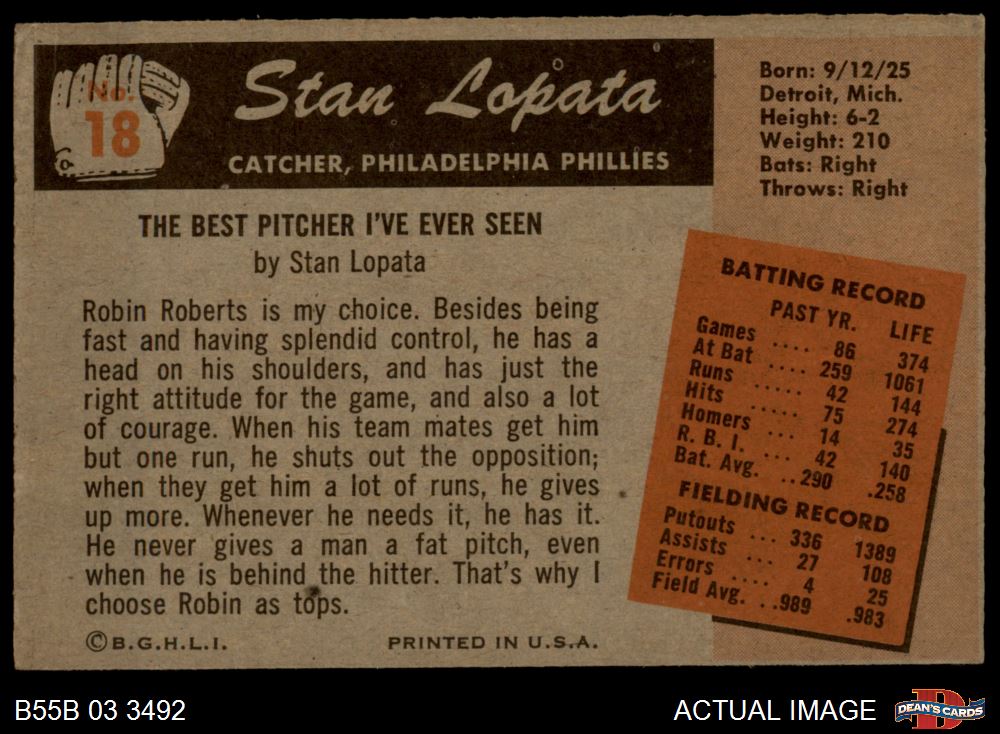 No.
18
Stan Lopata
CATCHER, PHILADELPHIA PHILLIES
Born: 9/12/25
Detroit, Mich.
Height: 6-2
Weight: 210
Bats: Right
Throws: Right
THE BEST PITCHER I'VE EVER SEEN
by Stan Lopata
Robin Roberts is my choice. Besides being
fast and having splendid control, he has a
head on his shoulders, and has just the
right attitude for the game, and also a lot
of courage. When his team mates get him
but one run, he shuts out the opposition;
when they get him a lot of runs, he gives
up more. Whenever he needs it, he has it.
He never gives a man a fat pitch, even
when he is behind the hitter. That's why I
choose Robin as tops.
©B.G.H.L.I. PRINTED IN U.S.A.
BATTING RECORD
PAST YR. LIFE
Games .... 86 374
At Bat .... 259 1061
Runs ..... 42 144
Hits ..... 75 274
Homers ... 14 35
R. B. I. ... 42 140
Bat. Avg. ..290 .258
FIELDING RECORD
Putouts ... 336 1389
Assists ... 27 108
Errors .... 4 25
Field Avg. ..989 .983
B55B 03 3492 ACTUAL IMAGE DEAN'S CARDS